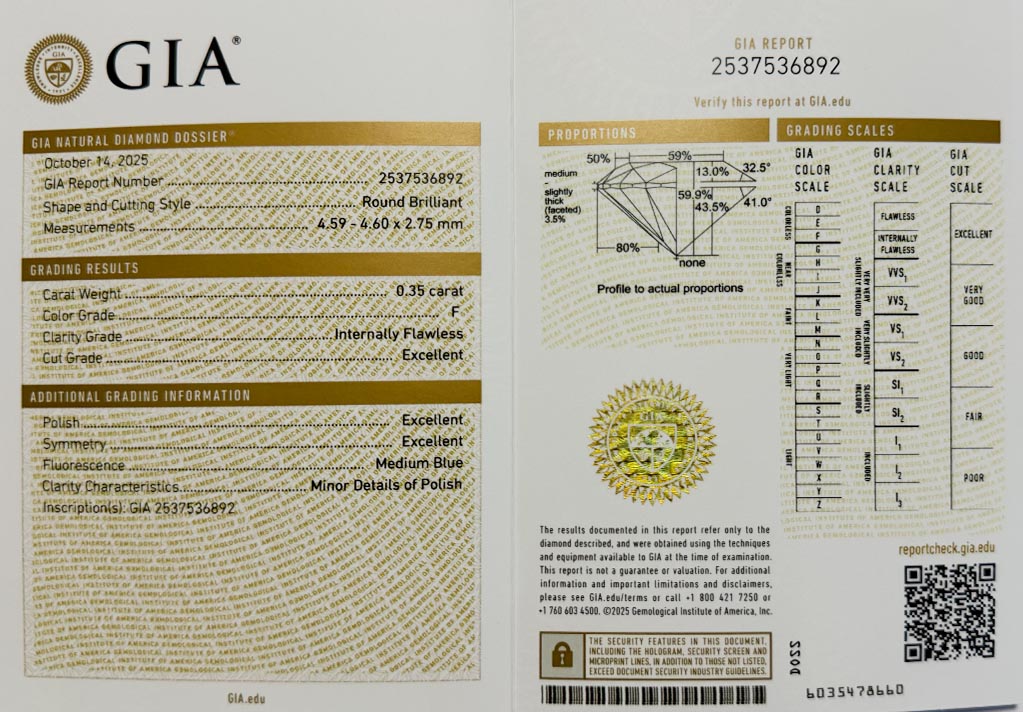 GIA®
GIA NATURAL DIAMOND DOSSIER®
October 14, 2025
GIA Report Number 2537536892
Shape and Cutting Style Round Brilliant
Measurements 4.59 - 4.60 x 2.75 mm
GRADING RESULTS
Carat Weight 0.35 carat
Color Grade F
Clarity Grade Internally Flawless
Cut Grade Excellent
ADDITIONAL GRADING INFORMATION
Polish Excellent
Symmetry Excellent
Fluorescence Medium Blue
Clarity Characteristics Minor Details of Polish
Inscription(s): GIA 2537536892
GIA.edu
GIA REPORT
2537536892
Verify this report at GIA.edu
PROPORTIONS
50%
59%
13.0%
32.5°
medium
-
slightly
thick
(faceted)
3.5%
59.9%
43.5%
41.0°
80%
none
Profile to actual proportions
The results documented in this report refer only to the
diamond described, and were obtained using the techniques
and equipment available to GIA at the time of examination.
This report is not a guarantee or valuation. For additional
information and important limitations and disclaimers,
please see GIA.edu/terms or call +1 800 421 7250 or
+1 760 603 4500. ©2025 Gemological Institute of America, Inc.
THE SECURITY FEATURES IN THIS DOCUMENT,
INCLUDING THE HOLOGRAM, SECURITY SCREEN AND
MICROPRINT LINES, IN ADDITION TO THOSE NOT LISTED,
EXCEED DOCUMENT SECURITY INDUSTRY GUIDELINES.
GRADING SCALES
GIA
COLOR
SCALE
COLORLESS
D
E
F
NEAR COLORLESS
G
H
I
J
FAINT
K
L
M
VERY LIGHT
N
O
P
Q
R
LIGHT
S
T
U
V
W
X
Y
Z
GIA
CLARITY
SCALE
FLAWLESS
INTERNALLY
FLAWLESS
VERY VERY
SLIGHTLY INCLUDED
VVS1
VVS2
VERY SLIGHTLY
INCLUDED
VS1
VS2
SLIGHTLY
INCLUDED
SI1
SI2
INCLUDED
I1
I2
I3
GIA
CUT
SCALE
EXCELLENT
VERY
GOOD
GOOD
FAIR
POOR
reportcheck.gia.edu
DO22
6035478660